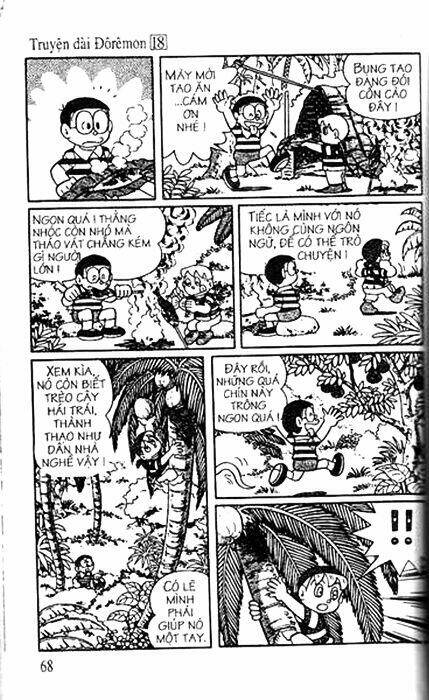 Truyện dài Đôrêmon 18
MÀY MỜI
TAO ĂN
...CÁM
ƠN
NHÉ !
BỤNG TAO
ĐANG ĐÓI
CỒN CÀO
ĐÂY !
NGON QUÁ ! THẰNG
NHÓC CÒN NHỎ MÀ
THÁO VÁT CHẲNG KÉM
GÌ NGƯỜI
LỚN !
TIẾC LÀ MÌNH VỚI NÓ
KHÔNG CÙNG NGÔN
NGỮ, ĐỂ CÓ THỂ TRÒ
CHUYỆN !
XEM KÌA,
NÓ CÒN BIẾT
TRÈO CÂY
HÁI TRÁI,
THÀNH
THẠO NHƯ
DÂN NHÀ
NGHỀ VẬY !
CÓ LẼ
MÌNH
PHẢI
GIÚP NÓ
MỘT TAY.
ĐÂY RỒI,
NHỮNG QUẢ
CHÍN NÀY
TRÔNG
NGON QUÁ !
!!
68